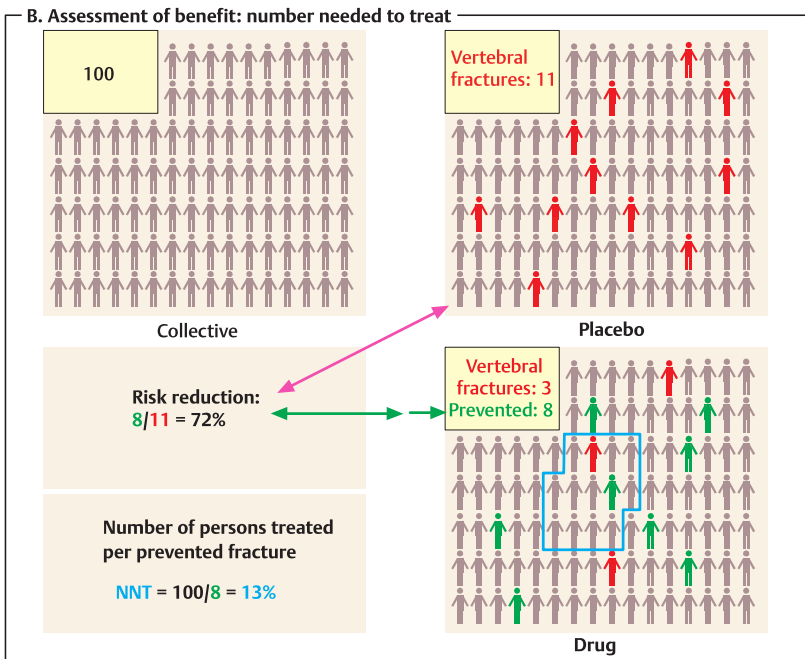 B. Assessment of benefit: number needed to treat
100
Collective
Vertebral
fractures: 11
Placebo
Risk reduction:
8/11 = 72%
Vertebral
fractures: 3
Prevented: 8
Number of persons treated
per prevented fracture
NNT = 100/8 = 13%
Drug